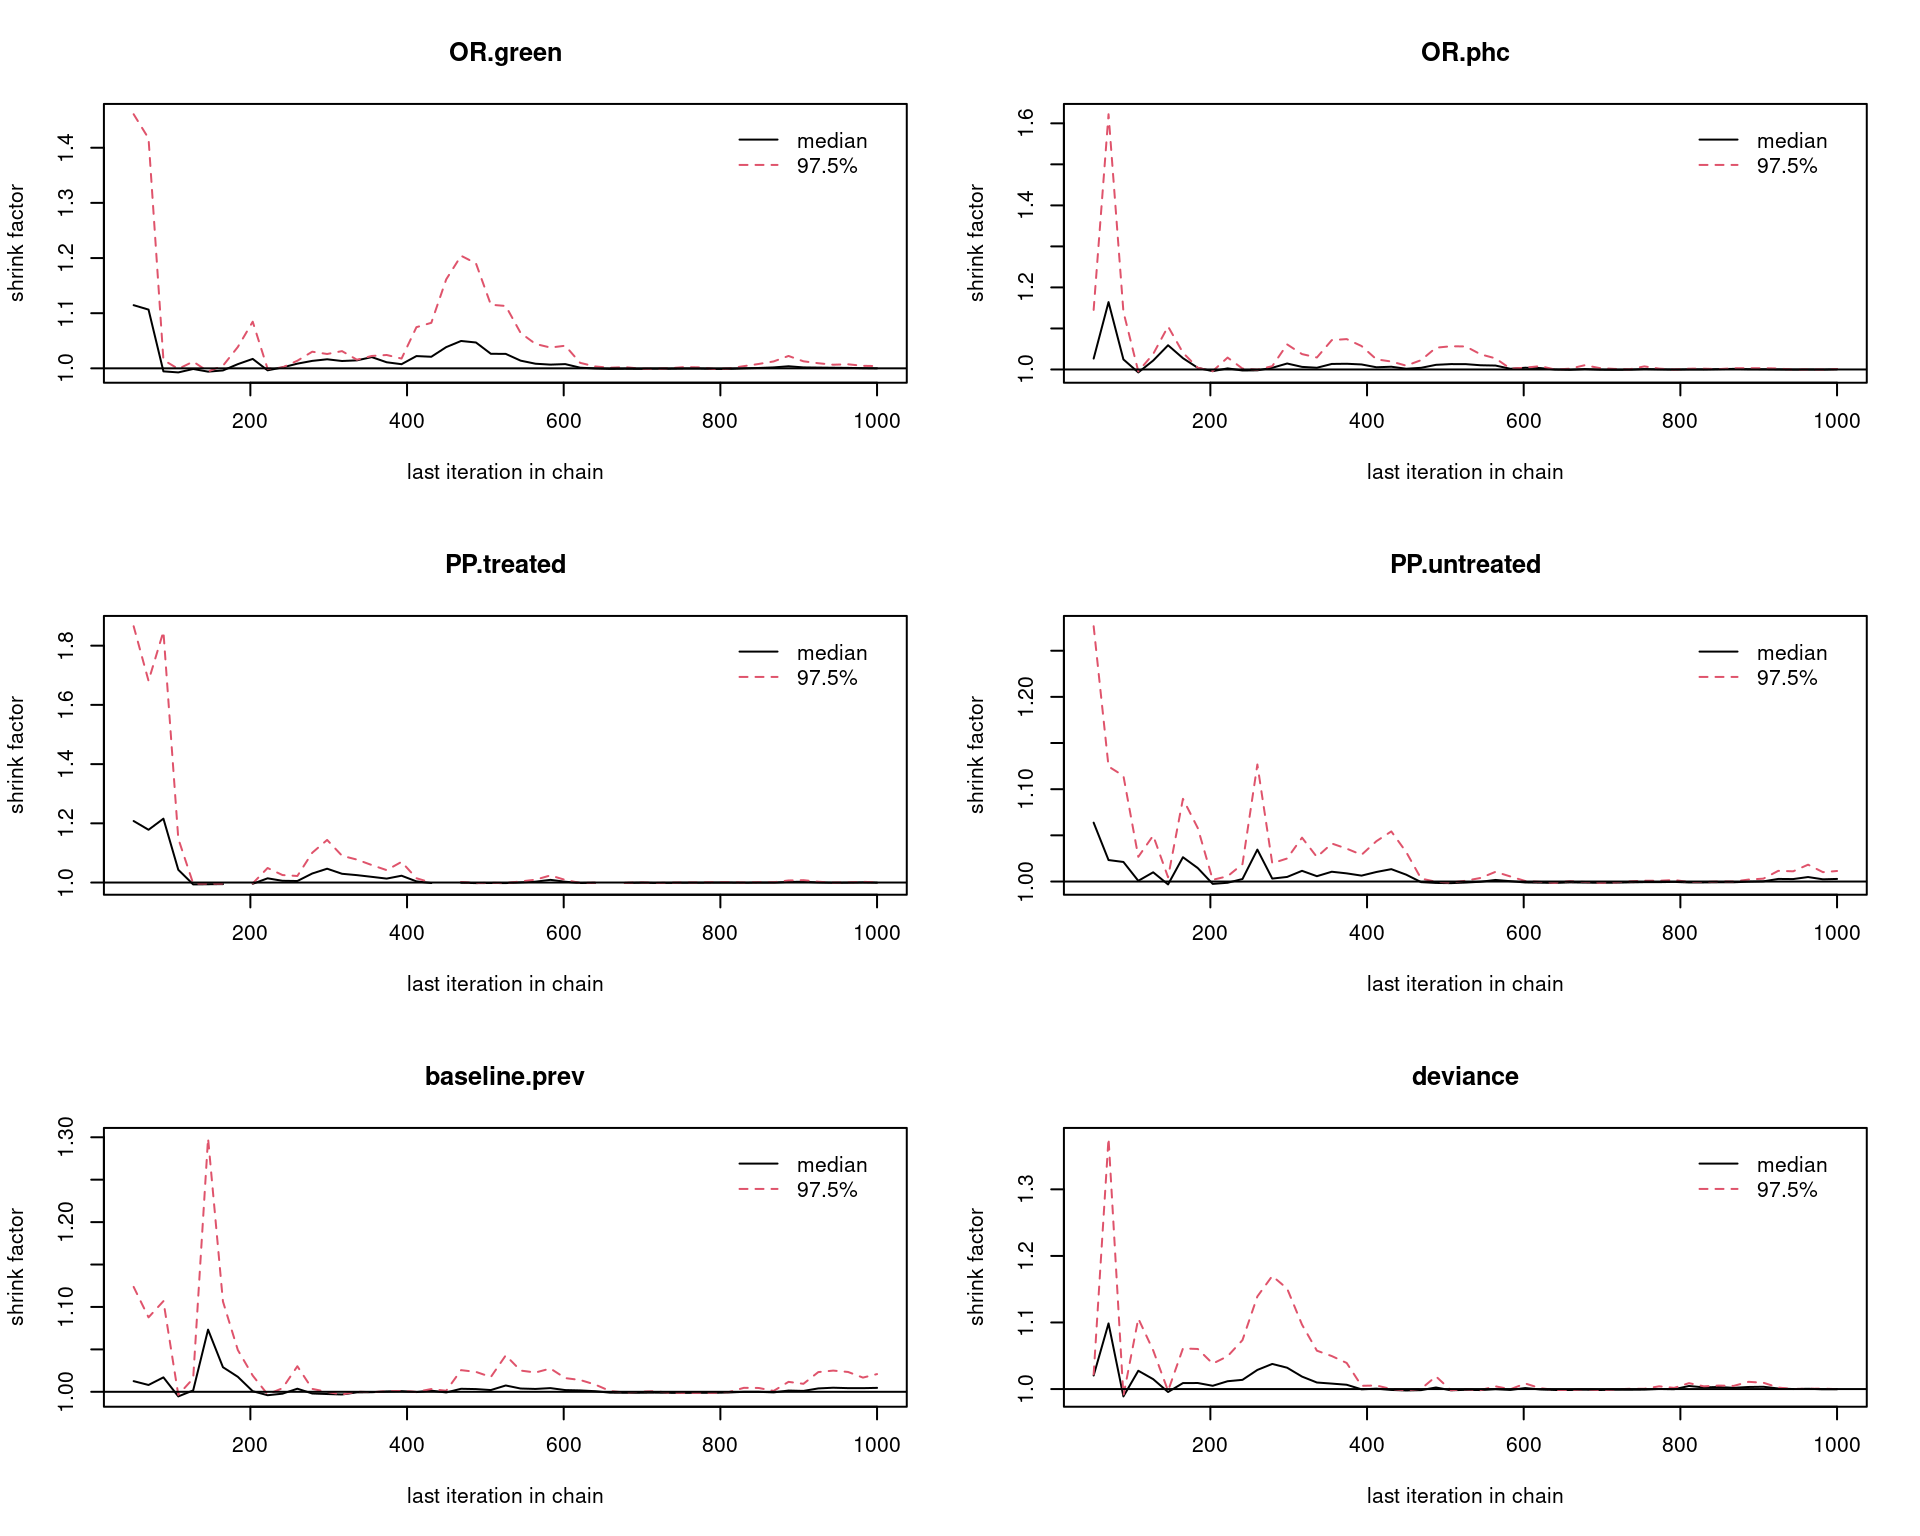 OR.green
shrink factor
1.0 1.1 1.2 1.3 1.4
median
97.5%
200 400 600 800 1000
last iteration in chain
OR.phc
shrink factor
1.0 1.2 1.4 1.6
median
97.5%
200 400 600 800 1000
last iteration in chain
PP.treated
shrink factor
1.0 1.2 1.4 1.6 1.8
median
97.5%
200 400 600 800 1000
last iteration in chain
PP.untreated
shrink factor
1.00 1.10 1.20
median
97.5%
200 400 600 800 1000
last iteration in chain
baseline.prev
shrink factor
1.00 1.10 1.20 1.30
median
97.5%
200 400 600 800 1000
last iteration in chain
deviance
shrink factor
1.0 1.1 1.2 1.3
median
97.5%
200 400 600 800 1000
last iteration in chain